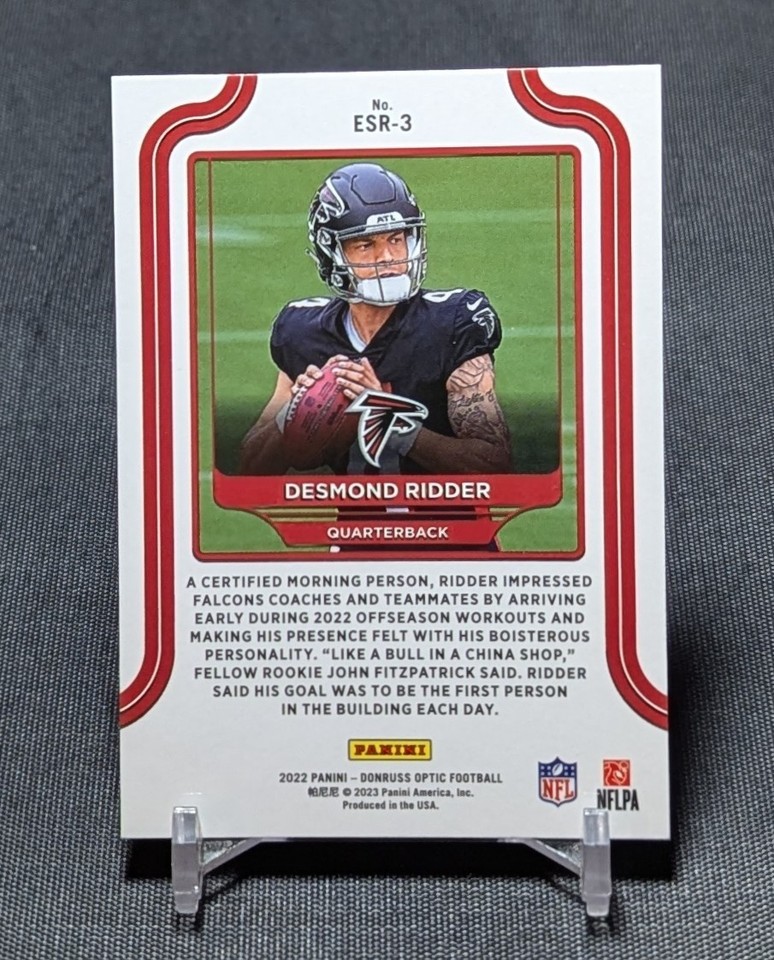 No.
ESR-3
ATL
DESMOND RIDDER
QUARTERBACK
A CERTIFIED MORNING PERSON, RIDDER IMPRESSED
FALCONS COACHES AND TEAMMATES BY ARRIVING
EARLY DURING 2022 OFFSEASON WORKOUTS AND
MAKING HIS PRESENCE FELT WITH HIS BOISTEROUS
PERSONALITY. “LIKE A BULL IN A CHINA SHOP,”
FELLOW ROOKIE JOHN FITZPATRICK SAID. RIDDER
SAID HIS GOAL WAS TO BE THE FIRST PERSON
IN THE BUILDING EACH DAY.
PANINI
2022 PANINI – DONRUSS OPTIC FOOTBALL
帕尼尼 © 2023 Panini America, Inc.
Produced in the USA.
NFL
NFLPA